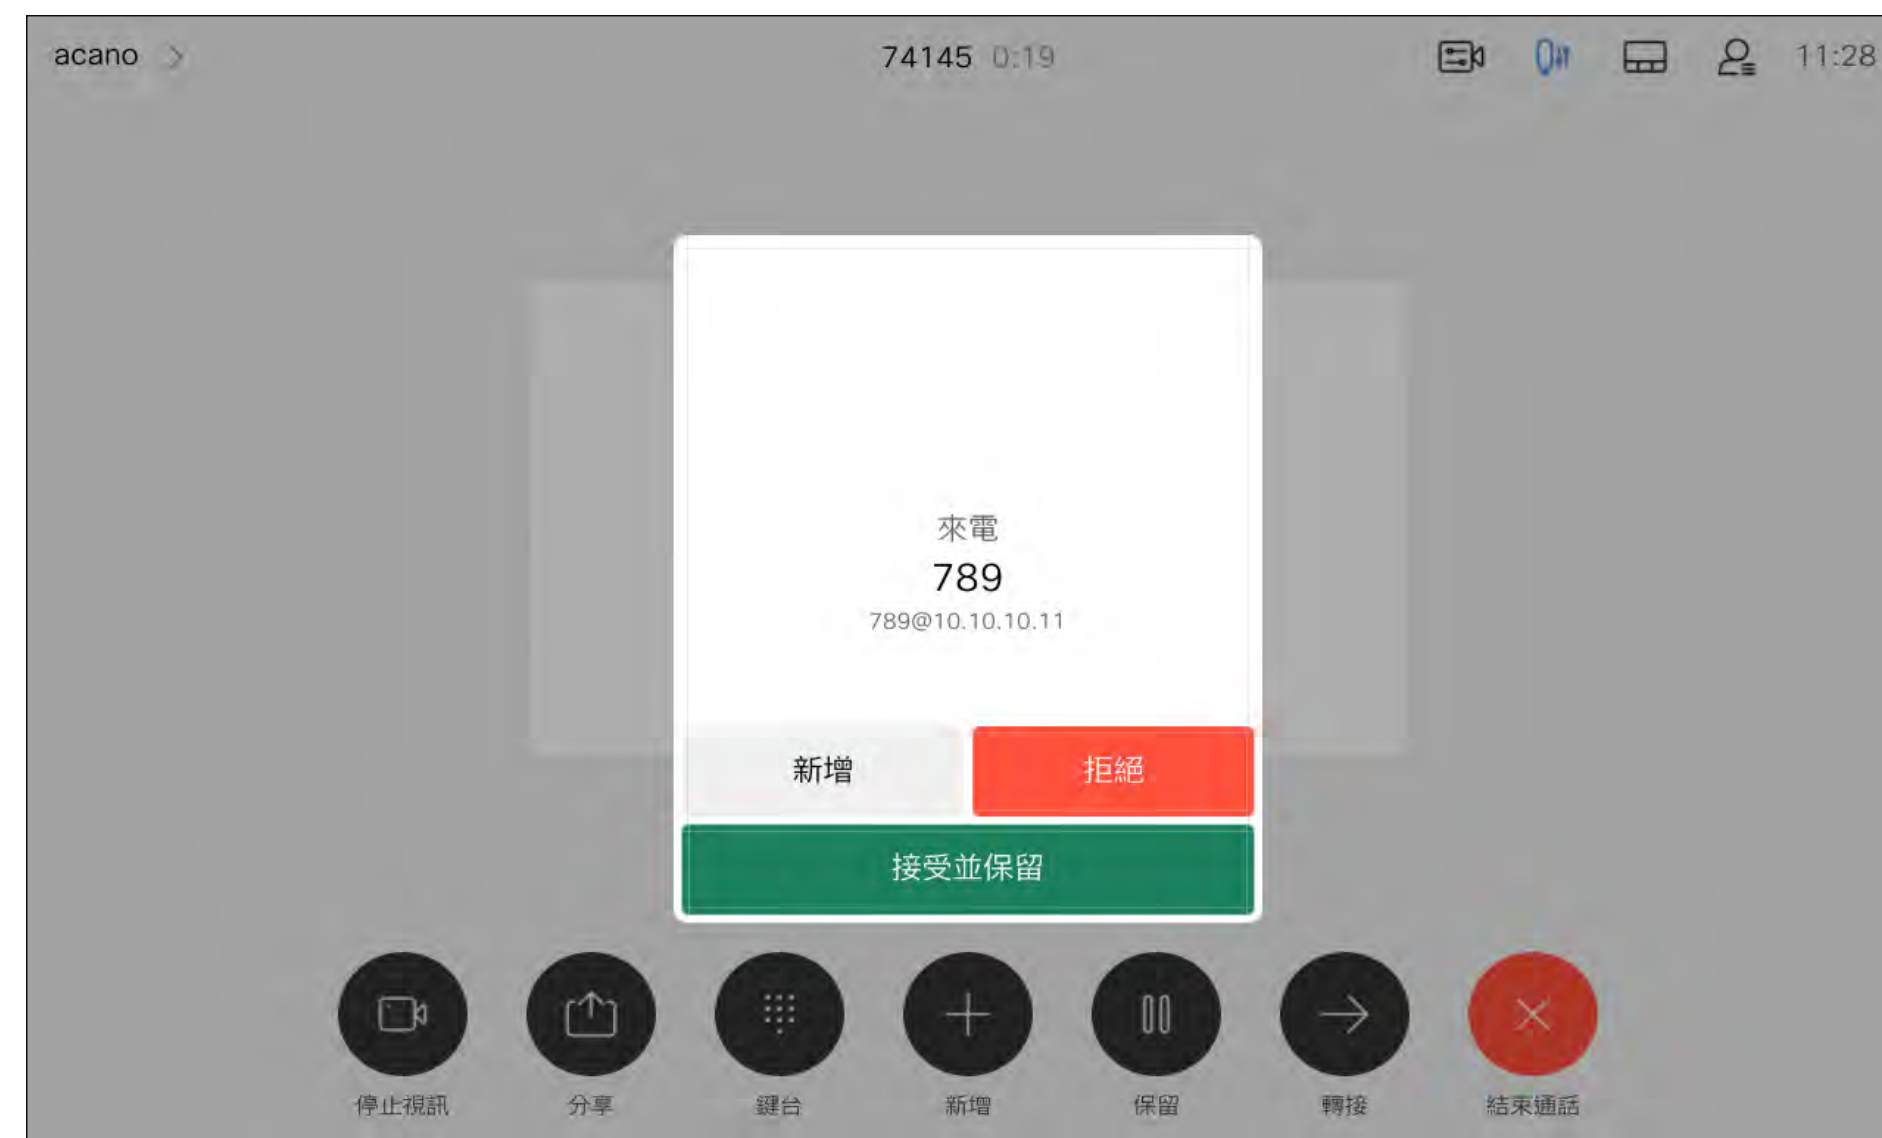 acano 74145 0:19 11:28
來電
789
789@10.10.10.11
新增 拒絕
接受並保留
停止視訊 分享 鍵台 新增 保留 轉接 結束通話